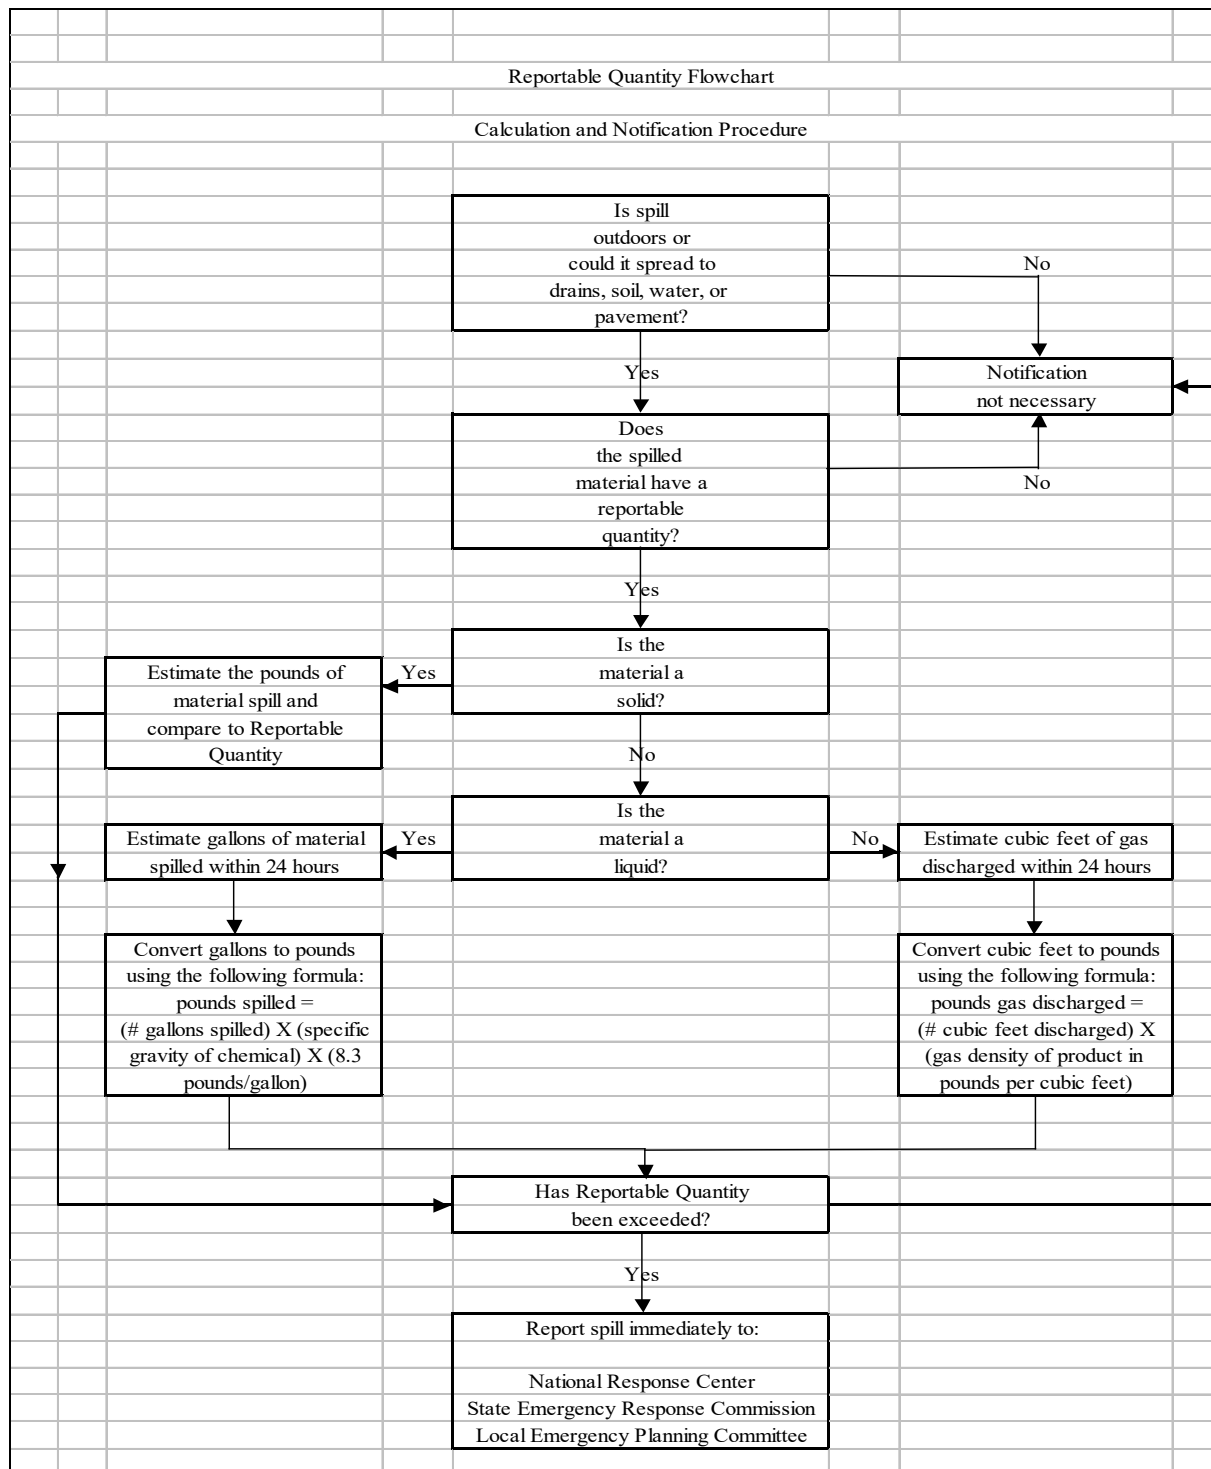 Reportable Quantity Flowchart
Calculation and Notification Procedure
Is spill
outdoors or
could it spread to
drains, soil, water, or
pavement?
No
Yes
Notification
not necessary
Does
the spilled
material have a
reportable
quantity?
No
Yes
Is the
material a
solid?
Yes
Estimate the pounds of
material spill and
compare to Reportable
Quantity
No
Is the
material a
liquid?
Yes
Estimate gallons of material
spilled within 24 hours
No
Estimate cubic feet of gas
discharged within 24 hours
Convert gallons to pounds
using the following formula:
pounds spilled =
(# gallons spilled) X (specific
gravity of chemical) X (8.3
pounds/gallon)
Convert cubic feet to pounds
using the following formula:
pounds gas discharged =
(# cubic feet discharged) X
(gas density of product in
pounds per cubic feet)
Has Reportable Quantity
been exceeded?
Yes
Report spill immediately to:
National Response Center
State Emergency Response Commission
Local Emergency Planning Committee